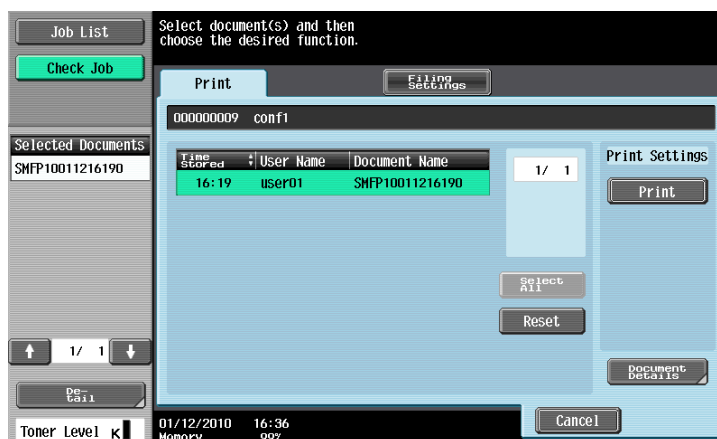 Job List
Check Job
Selected Documents
SMFP10011216190
1/ 1
De-
tail
Toner Level K
Select document(s) and then
choose the desired function.
Print
Filing
Settings
000000009 conf1
Time
Stored
User Name
Document Name
16:19 user01 SMFP10011216190
1/ 1
Select
All
Reset
Print Settings
Print
Document
Details
01/12/2010 16:36
Memory 99%
Cancel